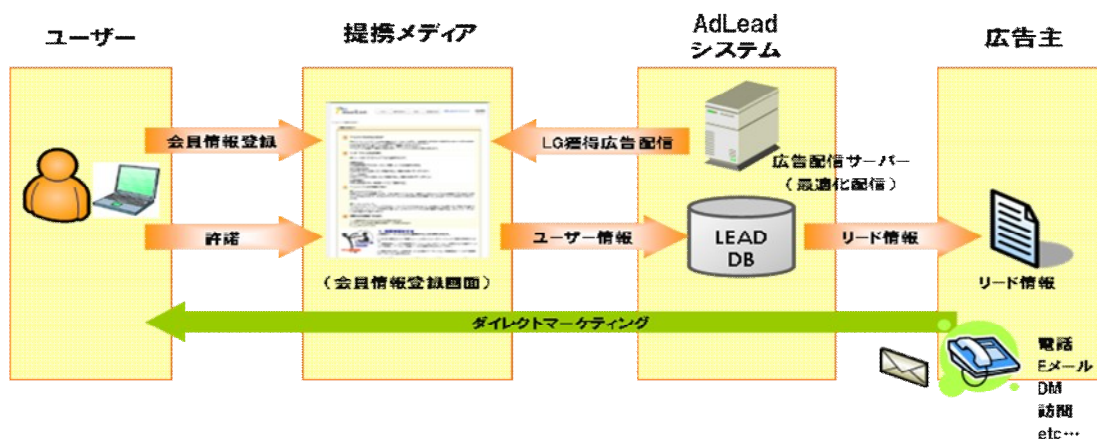 ユーザー
提携メディア
AdLead
システム
広告主
会員情報登録
LG獲得広告配信
広告配信サーバー
（最適化配信）
許諾
ユーザー情報
LEAD
DB
リード情報
（会員情報登録画面）
リード情報
ダイレクトマーケティング
電話
Eメール
DM
訪問
etc…